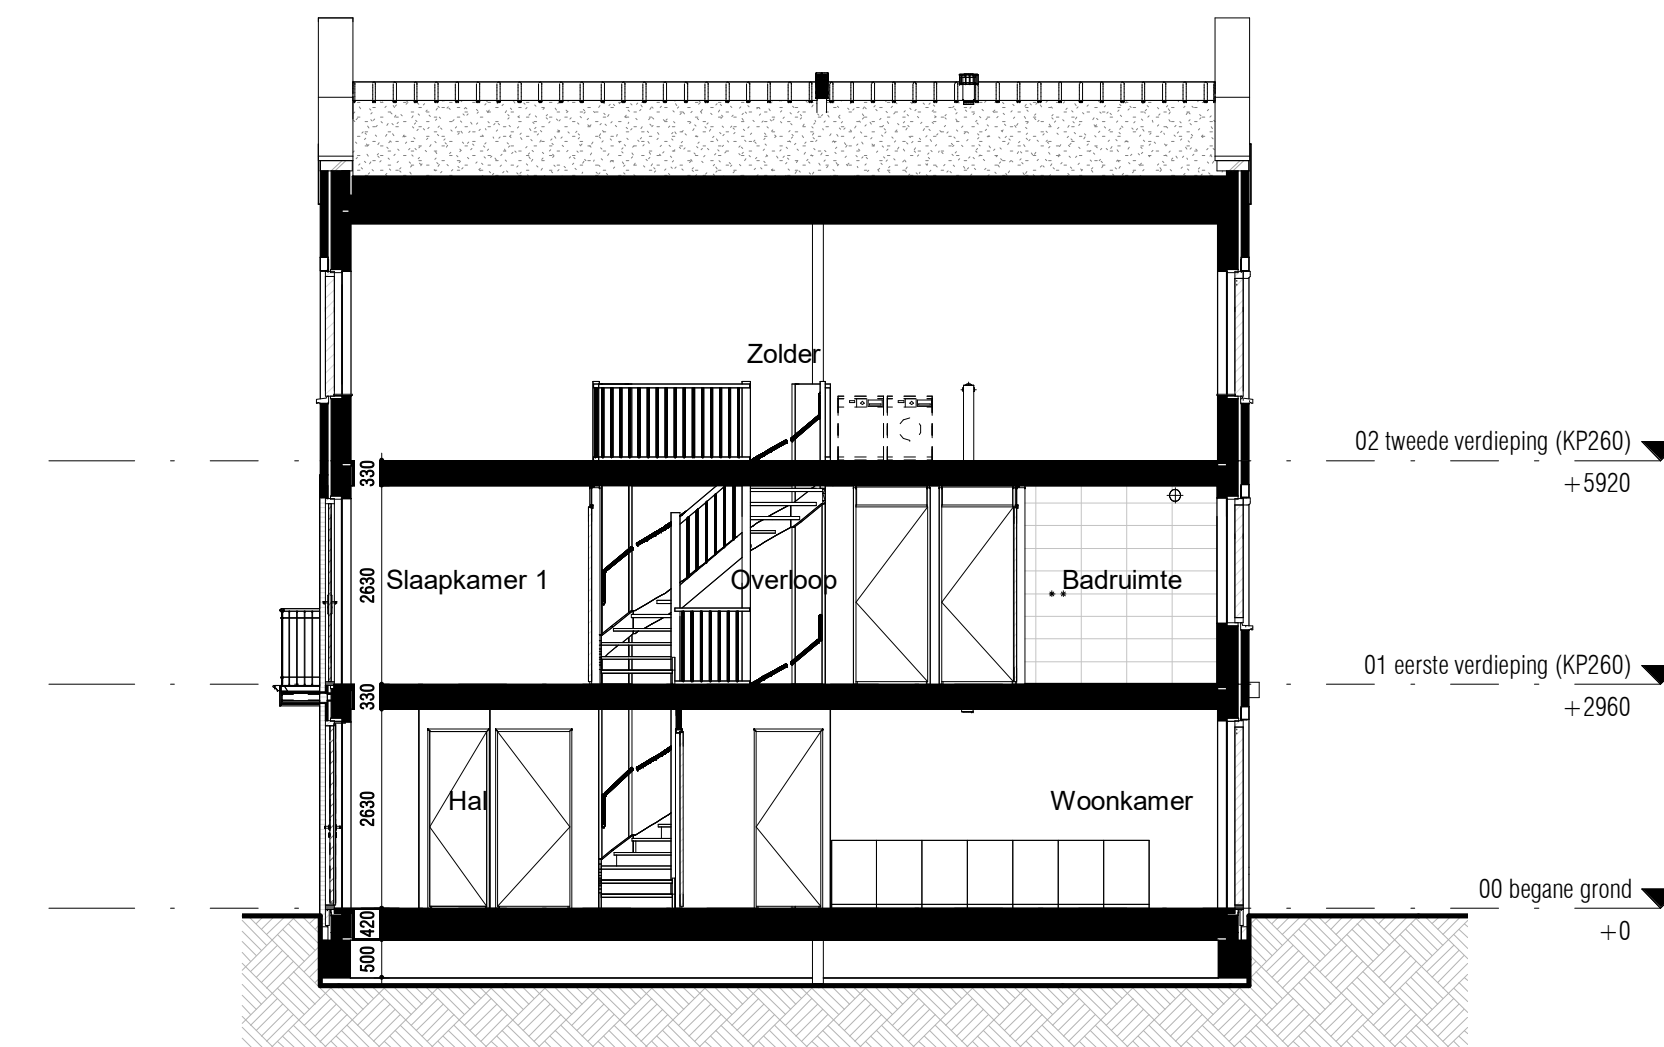 Zolder
02 tweede verdieping (KP260)
+5920
330
Slaapkamer 1
2630
Overloop
Badruimte
01 eerste verdieping (KP260)
+2960
330
Hal
2630
Woonkamer
00 begane grond
+0
420
500